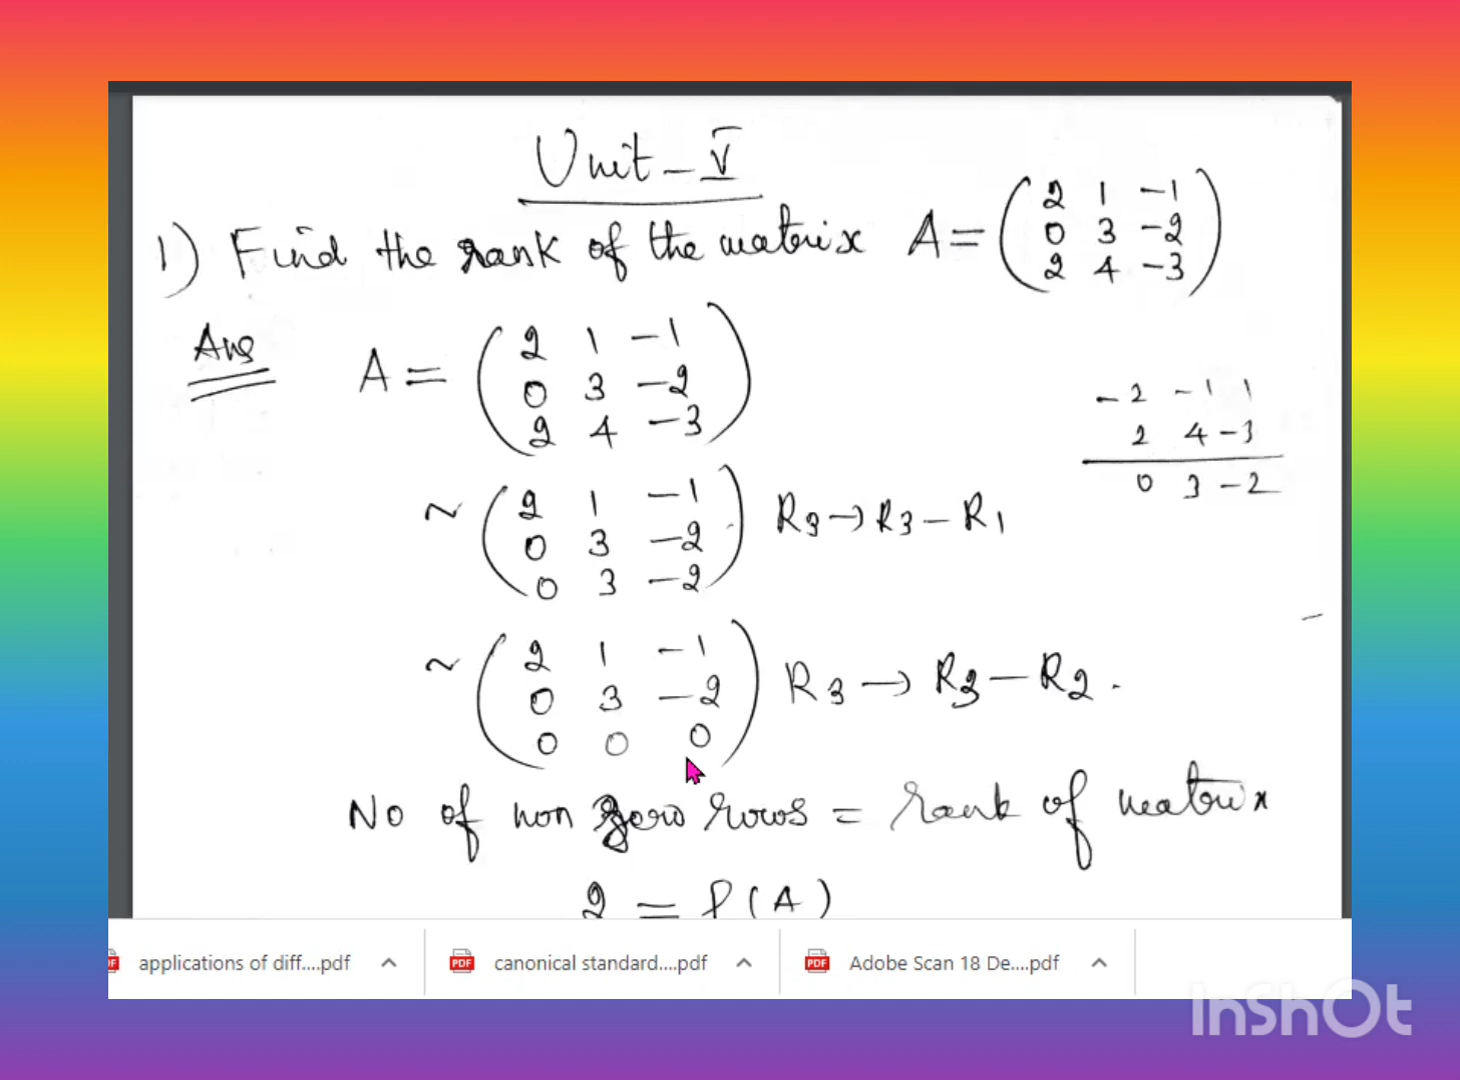 Unit - V
1) Find the rank of the matrix A = ( 2 1 -1
0 3 -2
2 4 -3 )
Ans A = ( 2 1 -1
0 3 -2
2 4 -3 )
-2 -1 1
2 4 -3
0 3 -2
~ ( 2 1 -1
0 3 -2
0 3 -2 ) R3 → R3 - R1
~ ( 2 1 -1
0 3 -2
0 0 0 ) R3 → R3 - R2.
No of non zero rows = rank of matrix
2 = ρ(A)
applications of diff....pdf
canonical standard....pdf
Adobe Scan 18 De....pdf
PDF
PDF
InShOt